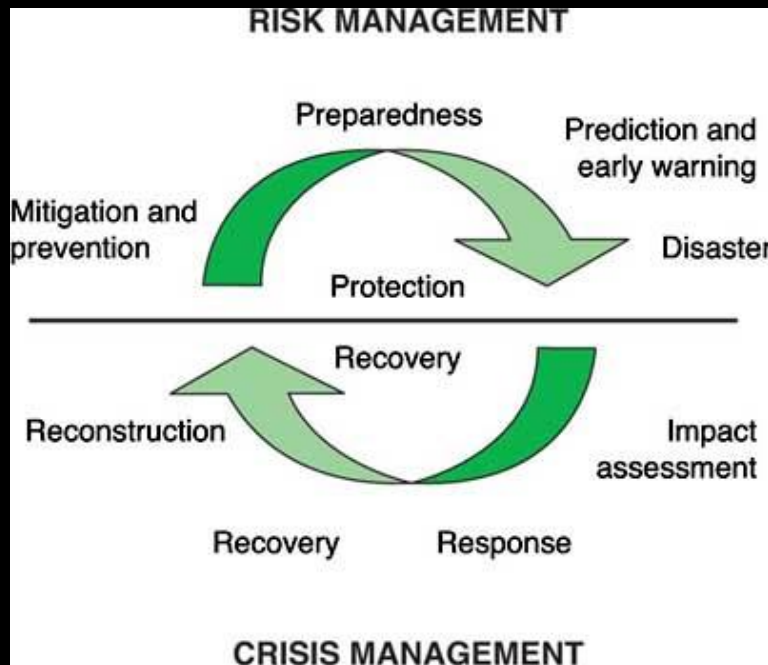 RISK MANAGEMENT
Preparedness
Prediction and
early warning
Mitigation and
prevention
Disaster
Protection
Recovery
Reconstruction
Impact
assessment
Recovery
Response
CRISIS MANAGEMENT